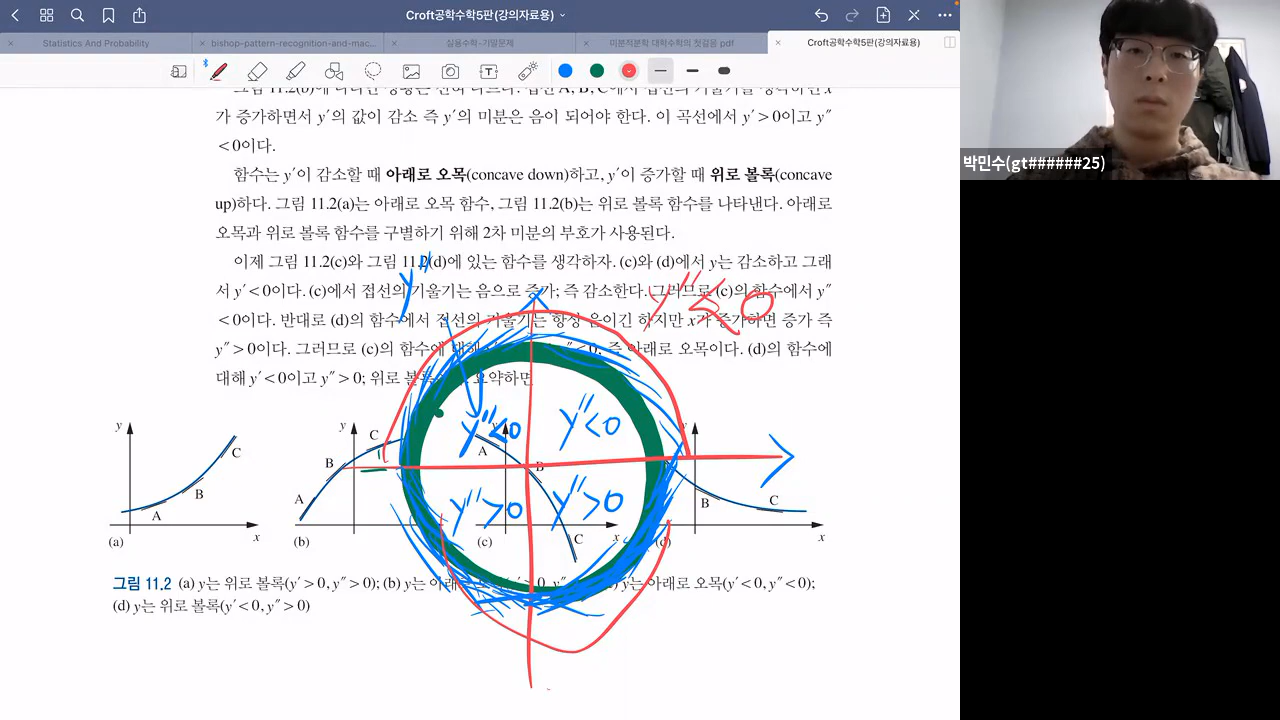 Croft공학수학5판(강의자료용)
Statistics And Probability
bishop-pattern-recognition-and-mac...
실용수학-기말문제
미분적분학 대학수학의 첫걸음.pdf
Croft공학수학5판(강의자료용)
박민수(gt######25)
가 증가하면서 y′의 값이 감소 즉 y′의 미분은 음이 되어야 한다. 이 곡선에서 y′>0이고 y″
<0이다.
함수는 y′이 감소할 때 아래로 오목(concave down)하고, y′이 증가할 때 위로 볼록(concave
up)하다. 그림 11.2(a)는 아래로 오목 함수, 그림 11.2(b)는 위로 볼록 함수를 나타낸다. 아래로
오목과 위로 볼록 함수를 구별하기 위해 2차 미분의 부호가 사용된다.
이제 그림 11.2(c)와 그림 11.2(d)에 있는 함수를 생각하자. (c)와 (d)에서 y는 감소하고 그래
서 y′<0이다. (c)에서 접선의 기울기는 음으로 증가; 즉 감소한다. 그러므로 (c)의 함수에서 y″
<0이다. 반대로 (d)의 함수에서 접선의 기울기는 항상 음이긴 하지만 x가 증가하면 증가 즉
y″>0이다. 그러므로 (c)의 함수에 대해 <0, 즉 아래로 오목이다. (d)의 함수에
대해 y′<0이고 y″>0; 위로 볼록 요약하면
y″
y″≤0
y″<0 y″<0
y″>0 y″>0
y A B C x (a)
y A B C (b)
y A B C x (c)
y B C x (d)
그림 11.2 (a) y는 위로 볼록(y′>0, y″>0); (b) y는 아래 y는 아래로 오목(y′<0, y″<0);
(d) y는 위로 볼록(y′<0, y″>0)